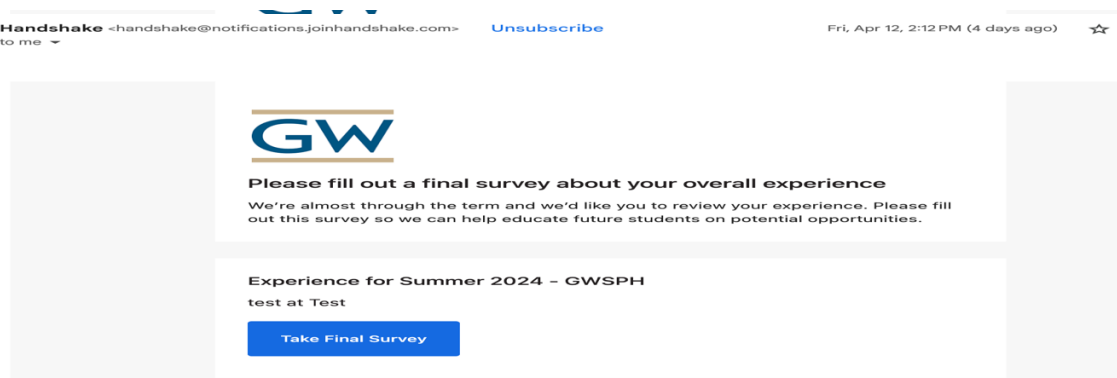 Handshake <handshake@notifications.joinhandshake.com> Unsubscribe Fri, Apr 12, 2:12 PM (4 days ago)
to me
GW
Please fill out a final survey about your overall experience
We're almost through the term and we'd like you to review your experience. Please fill
out this survey so we can help educate future students on potential opportunities.
Experience for Summer 2024 - GWSPH
test at Test
Take Final Survey